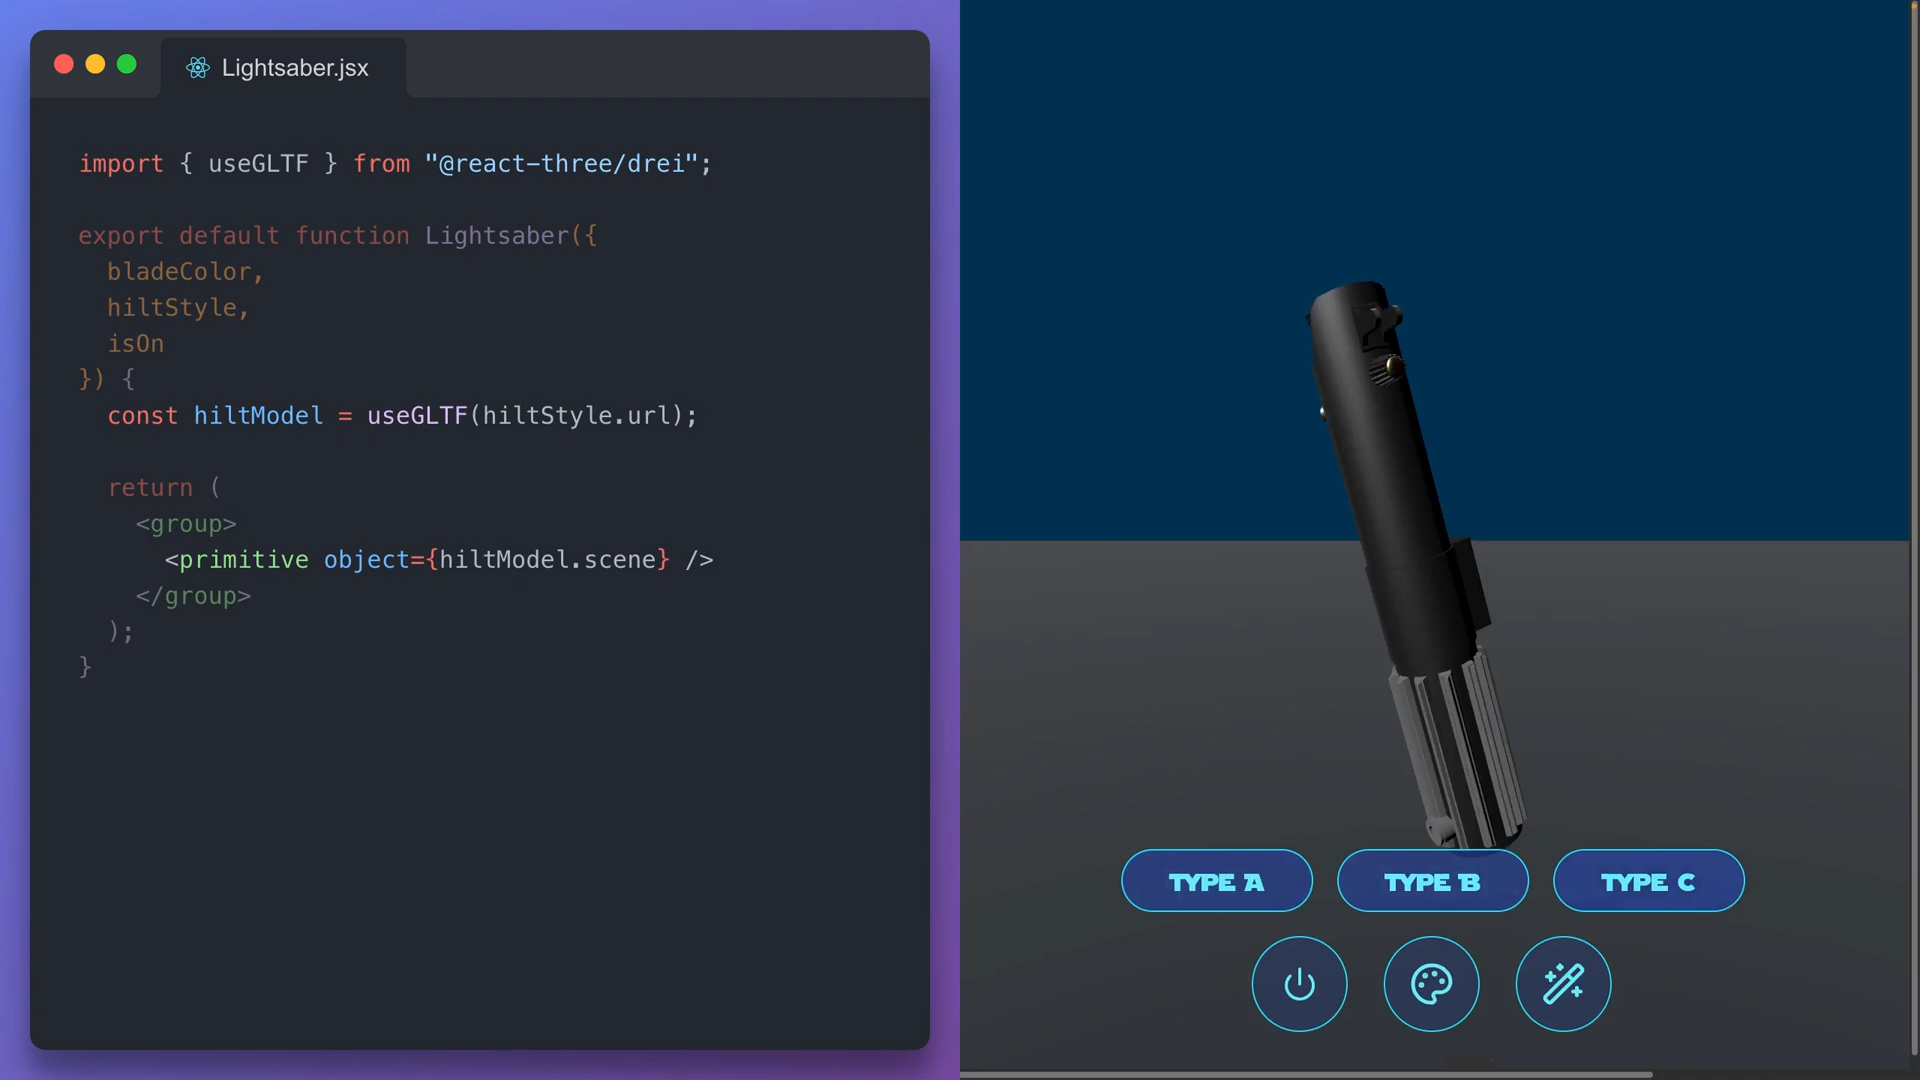 Lightsaber.jsx
import { useGLTF } from "@react-three/drei";
export default function Lightsaber({
  bladeColor,
  hiltStyle,
  isOn
}) {
  const hiltModel = useGLTF(hiltStyle.url);
  return (
    <group>
      <primitive object={hiltModel.scene} />
    </group>
  );
}
TYPE A
TYPE B
TYPE C